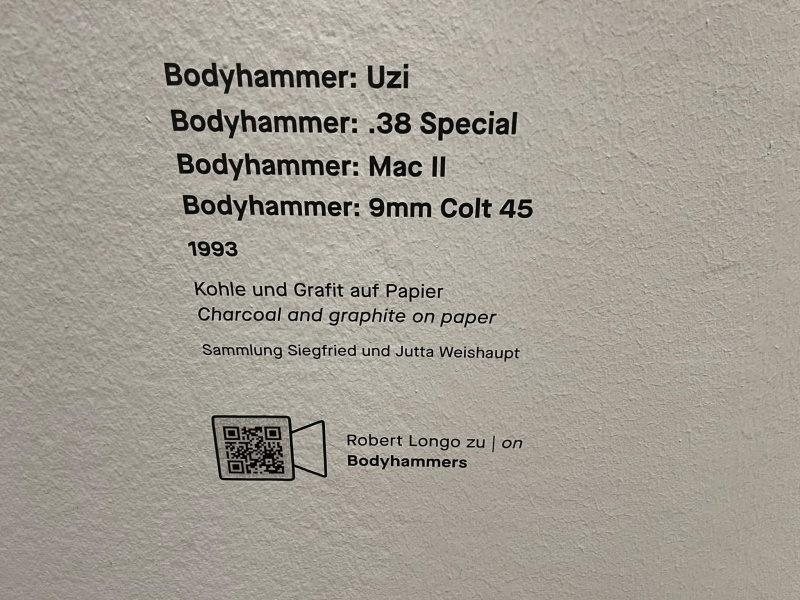 Bodyhammer: Uzi
Bodyhammer: .38 Special
Bodyhammer: Mac II
Bodyhammer: 9mm Colt 45
1993
Kohle und Grafit auf Papier
Charcoal and graphite on paper
Sammlung Siegfried und Jutta Weishaupt
Robert Longo zu | on
Bodyhammers